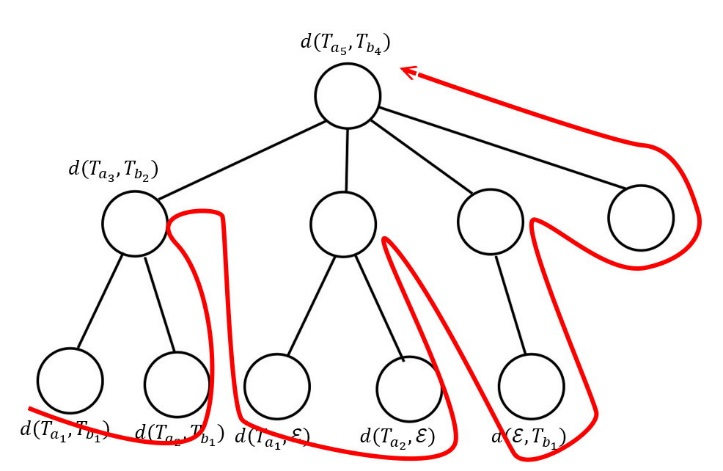 d(T_{a_5}, T_{b_4})
d(T_{a_3}, T_{b_2})
d(T_{a_1}, T_{b_1}) d(T_{a_2}, T_{b_1}) d(T_{a_1}, ℰ) d(T_{a_2}, ℰ) d(ℰ, T_{b_1})